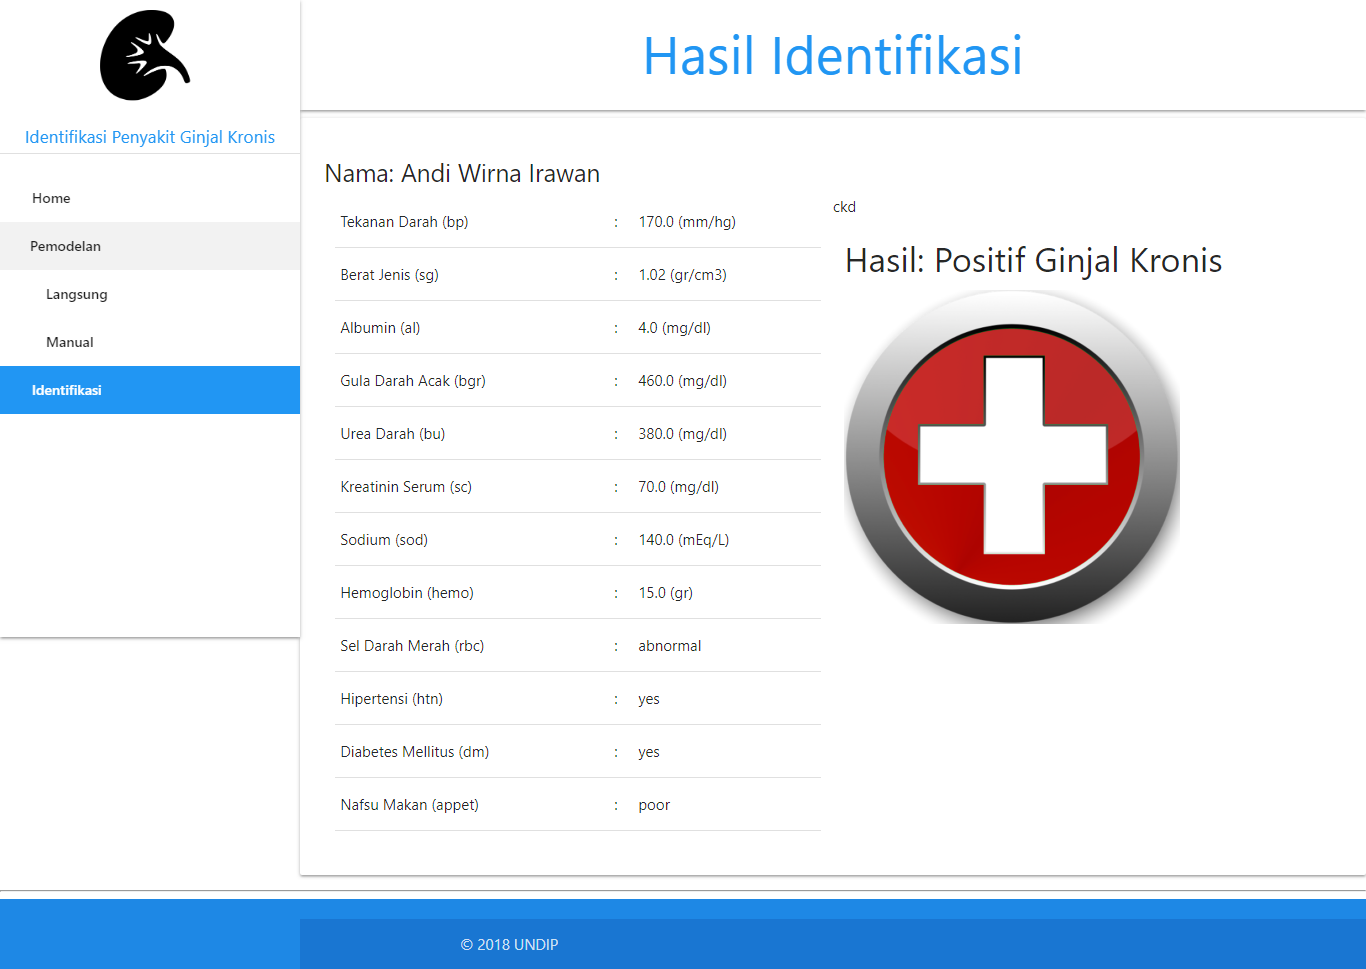 Identifikasi Penyakit Ginjal Kronis
Home
Pemodelan
Langsung
Manual
Identifikasi
Hasil Identifikasi
Nama: Andi Wirna Irawan
Tekanan Darah (bp) : 170.0 (mm/hg)
Berat Jenis (sg) : 1.02 (gr/cm3)
Albumin (al) : 4.0 (mg/dl)
Gula Darah Acak (bgr) : 460.0 (mg/dl)
Urea Darah (bu) : 380.0 (mg/dl)
Kreatinin Serum (sc) : 70.0 (mg/dl)
Sodium (sod) : 140.0 (mEq/L)
Hemoglobin (hemo) : 15.0 (gr)
Sel Darah Merah (rbc) : abnormal
Hipertensi (htn) : yes
Diabetes Mellitus (dm) : yes
Nafsu Makan (appet) : poor
ckd
Hasil: Positif Ginjal Kronis
© 2018 UNDIP